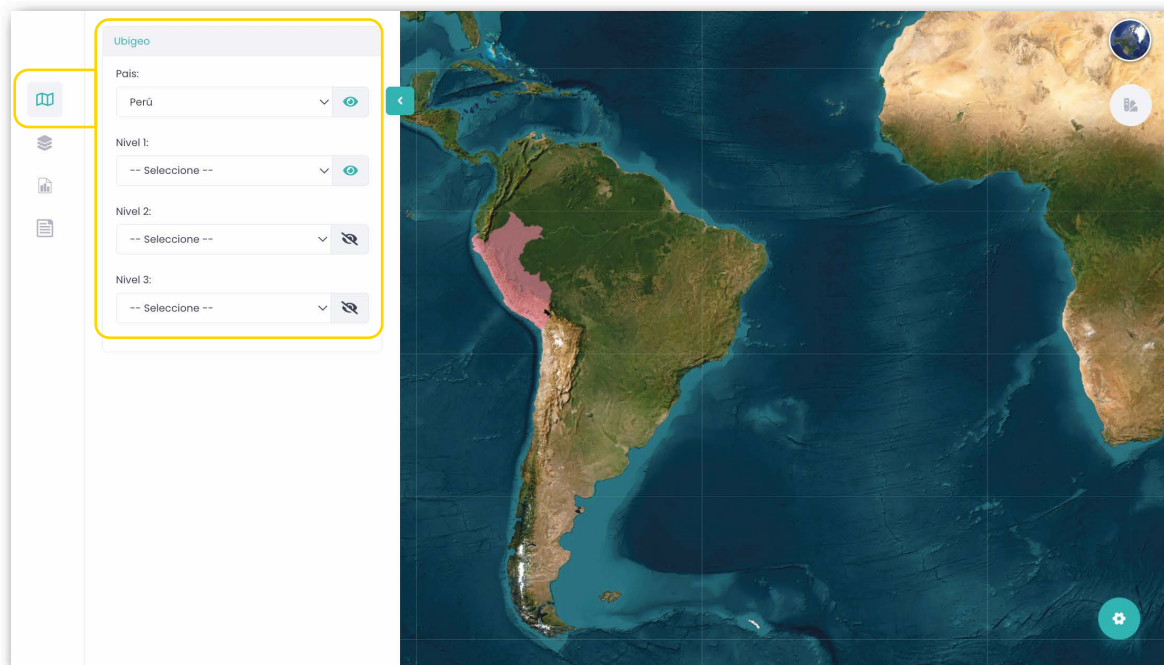 Ubigeo
Pais:
Perú
Nivel 1:
-- Seleccione --
Nivel 2:
-- Seleccione --
Nivel 3:
-- Seleccione --